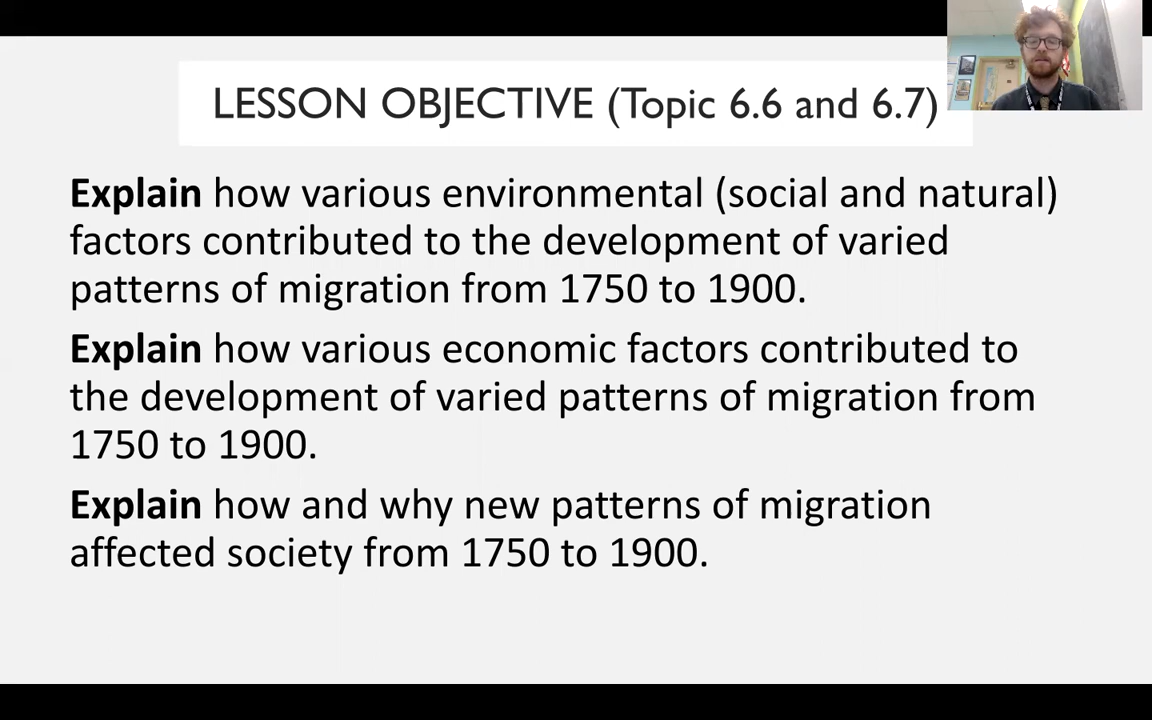 LESSON OBJECTIVE (Topic 6.6 and 6.7)
Explain how various environmental (social and natural)
factors contributed to the development of varied
patterns of migration from 1750 to 1900.
Explain how various economic factors contributed to
the development of varied patterns of migration from
1750 to 1900.
Explain how and why new patterns of migration
affected society from 1750 to 1900.